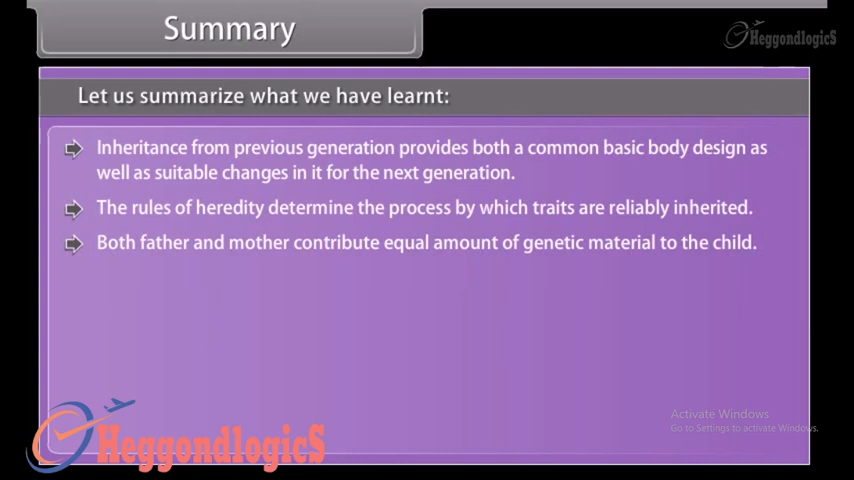 Summary
HeggondlogicS
Let us summarize what we have learnt:
Inheritance from previous generation provides both a common basic body design as
well as suitable changes in it for the next generation.
The rules of heredity determine the process by which traits are reliably inherited.
Both father and mother contribute equal amount of genetic material to the child.
Activate Windows
Go to Settings to activate Windows.
HeggondlogicS